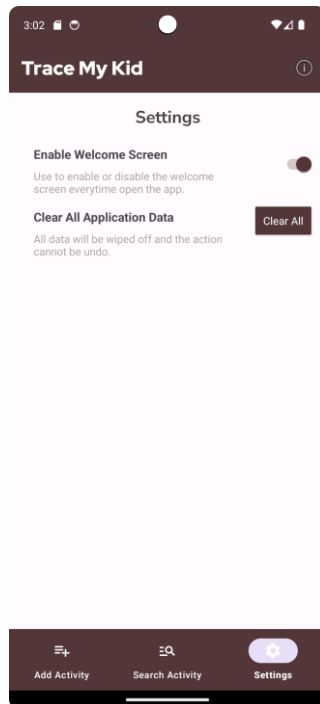 3:02
Trace My Kid
Settings
Enable Welcome Screen
Use to enable or disable the welcome
screen everytime open the app.
Clear All Application Data
Clear All
All data will be wiped off and the action
cannot be undo.
Add Activity
Search Activity
Settings